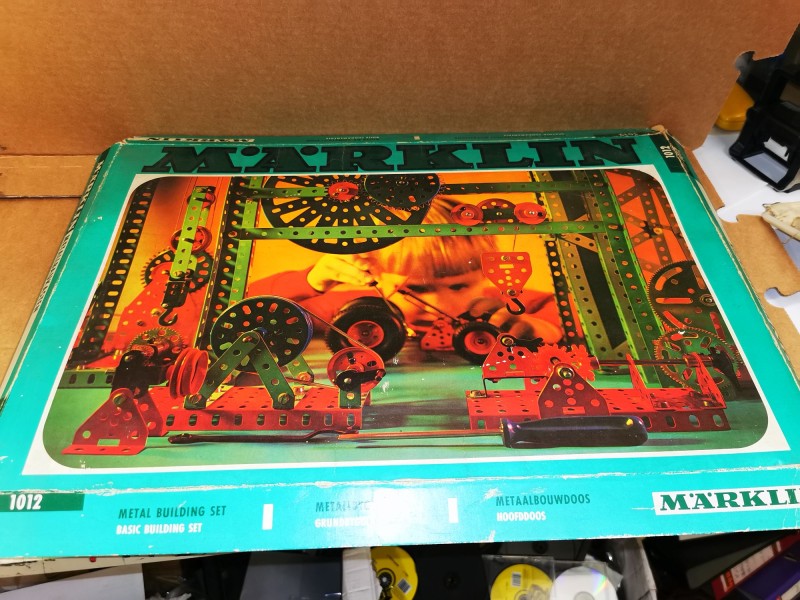 MÄRKLIN
1012
1012
METAL BUILDING SET
BASIC BUILDING SET
METAALBOUWDOOS
HOOFDDOOS
MÄRKLI